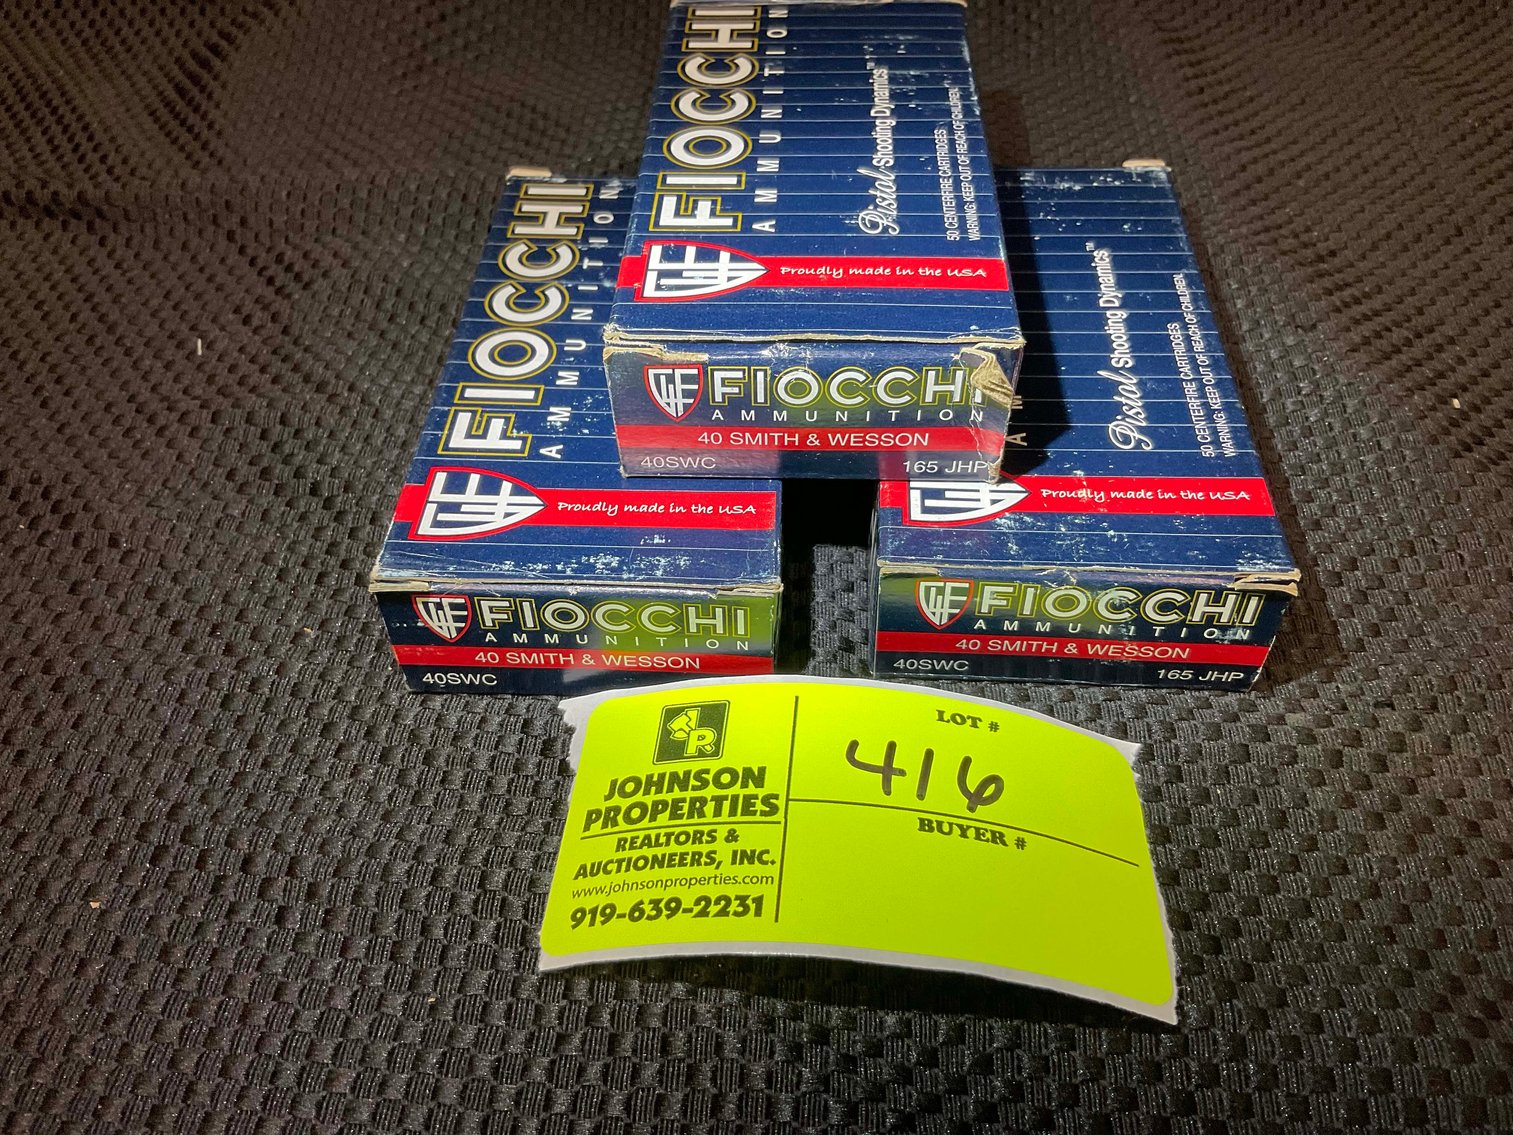 FIOCCHI
AMMUNITION
Pistol Shooting Dynamics™
50 CENTERFIRE CARTRIDGES
WARNING: KEEP OUT OF REACH OF CHILDREN.
Proudly made in the USA
FIOCCHI
AMMUNITION
40 SMITH & WESSON
40SWC 165 JHP
FIOCCHI
AMMUNITION
Proudly made in the USA
FIOCCHI
AMMUNITION
40 SMITH & WESSON
40SWC
Pistol Shooting Dynamics™
50 CENTERFIRE CARTRIDGES
WARNING: KEEP OUT OF REACH OF CHILDREN.
Proudly made in the USA
FIOCCHI
AMMUNITION
40 SMITH & WESSON
40SWC 165 JHP
JOHNSON
PROPERTIES
REALTORS &
AUCTIONEERS, INC.
www.johnsonproperties.com
919-639-2231
LOT #
416
BUYER #